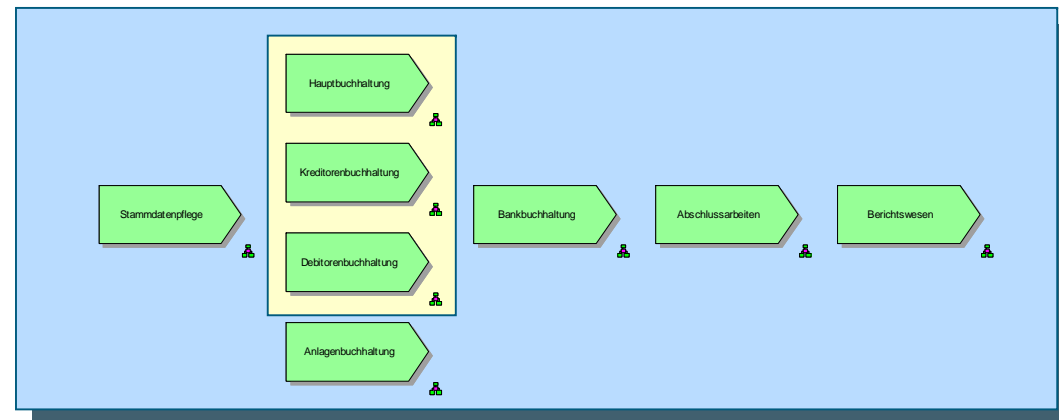 Stammdatenpflege
Hauptbuchhaltung
Kreditorenbuchhaltung
Debitorenbuchhaltung
Anlagenbuchhaltung
Bankbuchhaltung
Abschlussarbeiten
Berichtswesen